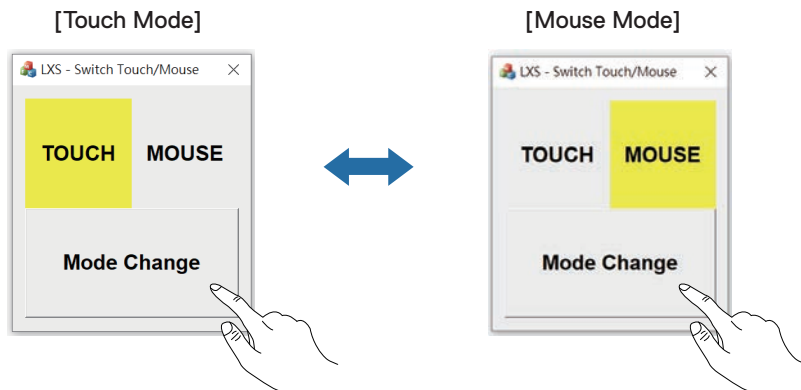 [Touch Mode]
LXS - Switch Touch/Mouse
TOUCH MOUSE
Mode Change
[Mouse Mode]
LXS - Switch Touch/Mouse
TOUCH MOUSE
Mode Change